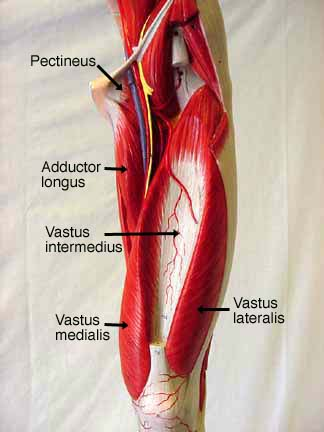 Pectineus
Adductor
longus
Vastus
intermedius
Vastus
medialis
Vastus
lateralis